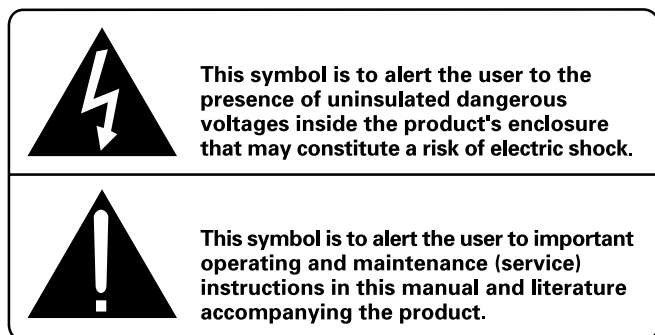 This symbol is to alert the user to the
presence of uninsulated dangerous
voltages inside the product's enclosure
that may constitute a risk of electric shock.
This symbol is to alert the user to important
operating and maintenance (service)
instructions in this manual and literature
accompanying the product.